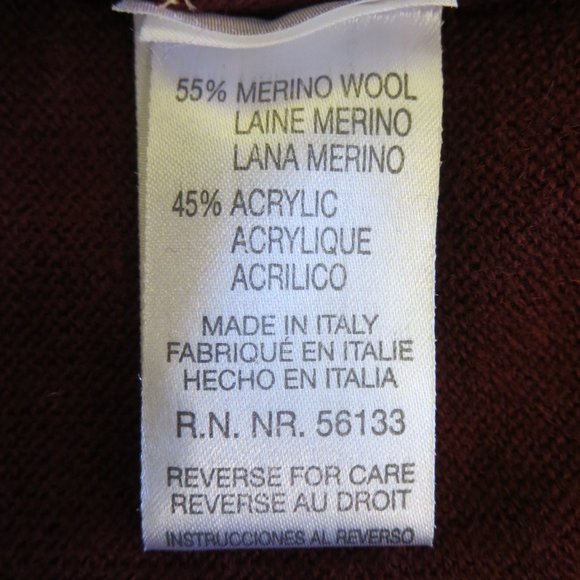 55% MERINO WOOL
LAINE MERINO
LANA MERINO
45% ACRYLIC
ACRYLIQUE
ACRILICO
MADE IN ITALY
FABRIQUÉ EN ITALIE
HECHO EN ITALIA
R.N. NR. 56133
REVERSE FOR CARE
REVERSE AU DROIT
INSTRUCCIONES AL REVERSO